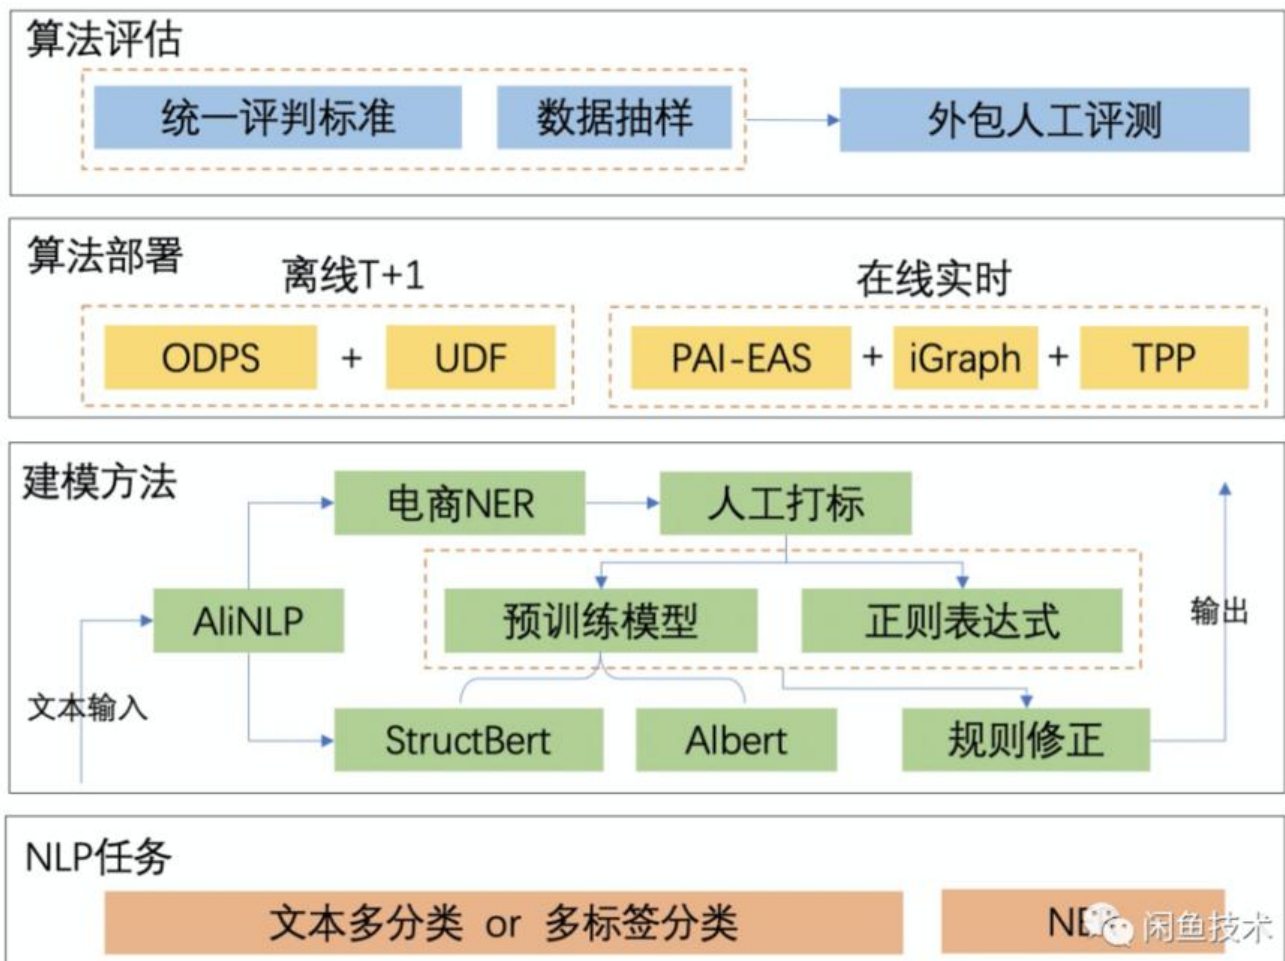 算法评估
统一评判标准
数据抽样
外包人工评测
算法部署
离线T+1
在线实时
ODPS + UDF
PAI-EAS + iGraph + TPP
建模方法
电商NER
人工打标
AliNLP
预训练模型
正则表达式
输出
文本输入
StructBert
Albert
规则修正
NLP任务
文本多分类 or 多标签分类
闲鱼技术